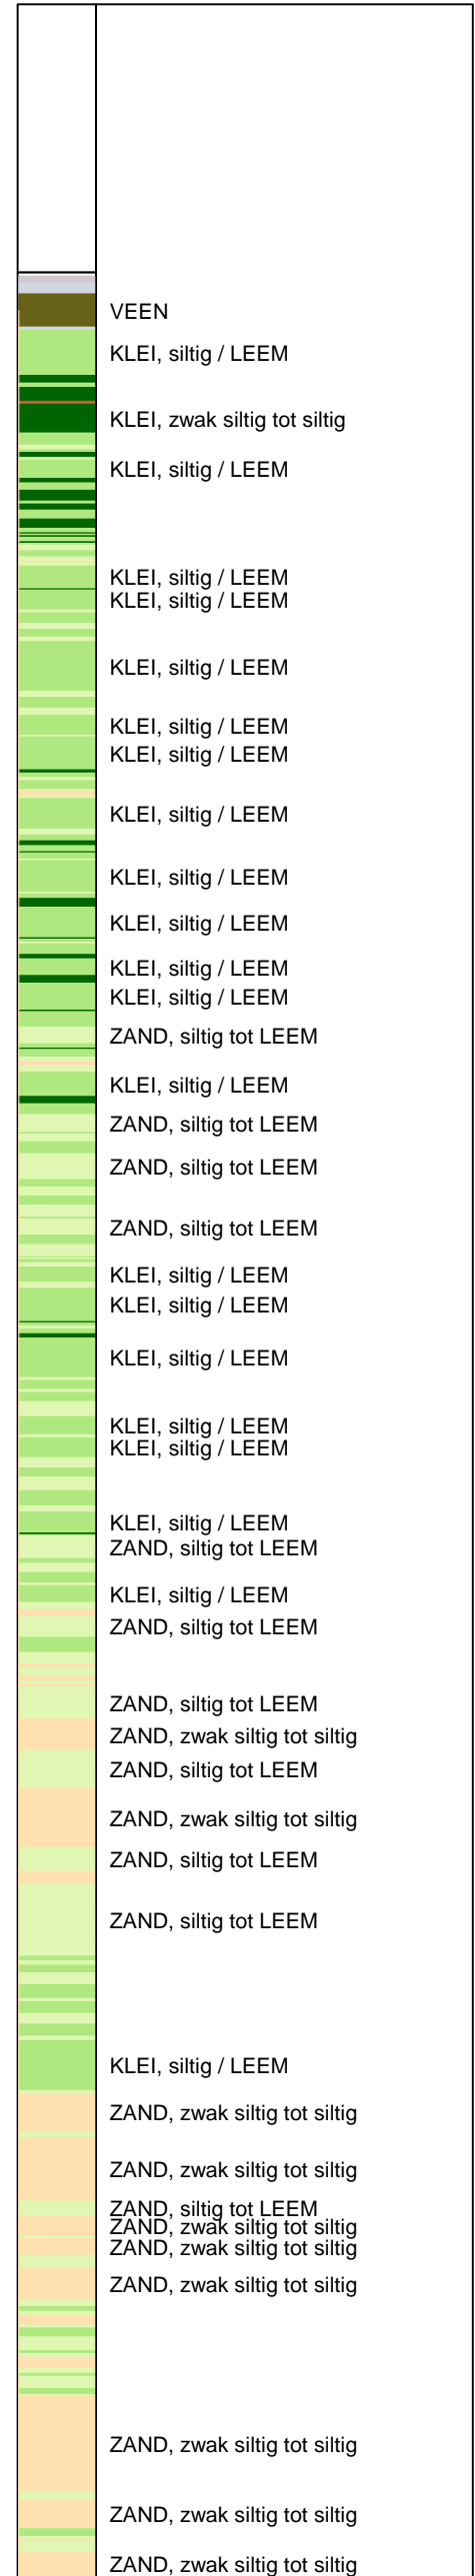 VEEN
KLEI, siltig / LEEM
KLEI, zwak siltig tot siltig
KLEI, siltig / LEEM
KLEI, siltig / LEEM
KLEI, siltig / LEEM
KLEI, siltig / LEEM
KLEI, siltig / LEEM
KLEI, siltig / LEEM
KLEI, siltig / LEEM
KLEI, siltig / LEEM
KLEI, siltig / LEEM
KLEI, siltig / LEEM
KLEI, siltig / LEEM
ZAND, siltig tot LEEM
KLEI, siltig / LEEM
ZAND, siltig tot LEEM
ZAND, siltig tot LEEM
ZAND, siltig tot LEEM
KLEI, siltig / LEEM
KLEI, siltig / LEEM
KLEI, siltig / LEEM
KLEI, siltig / LEEM
KLEI, siltig / LEEM
KLEI, siltig / LEEM
ZAND, siltig tot LEEM
KLEI, siltig / LEEM
ZAND, siltig tot LEEM
ZAND, siltig tot LEEM
ZAND, zwak siltig tot siltig
ZAND, siltig tot LEEM
ZAND, zwak siltig tot siltig
ZAND, siltig tot LEEM
ZAND, siltig tot LEEM
KLEI, siltig / LEEM
ZAND, zwak siltig tot siltig
ZAND, zwak siltig tot siltig
ZAND, siltig tot LEEM
ZAND, zwak siltig tot siltig
ZAND, zwak siltig tot siltig
ZAND, zwak siltig tot siltig
ZAND, zwak siltig tot siltig
ZAND, zwak siltig tot siltig
ZAND, zwak siltig tot siltig